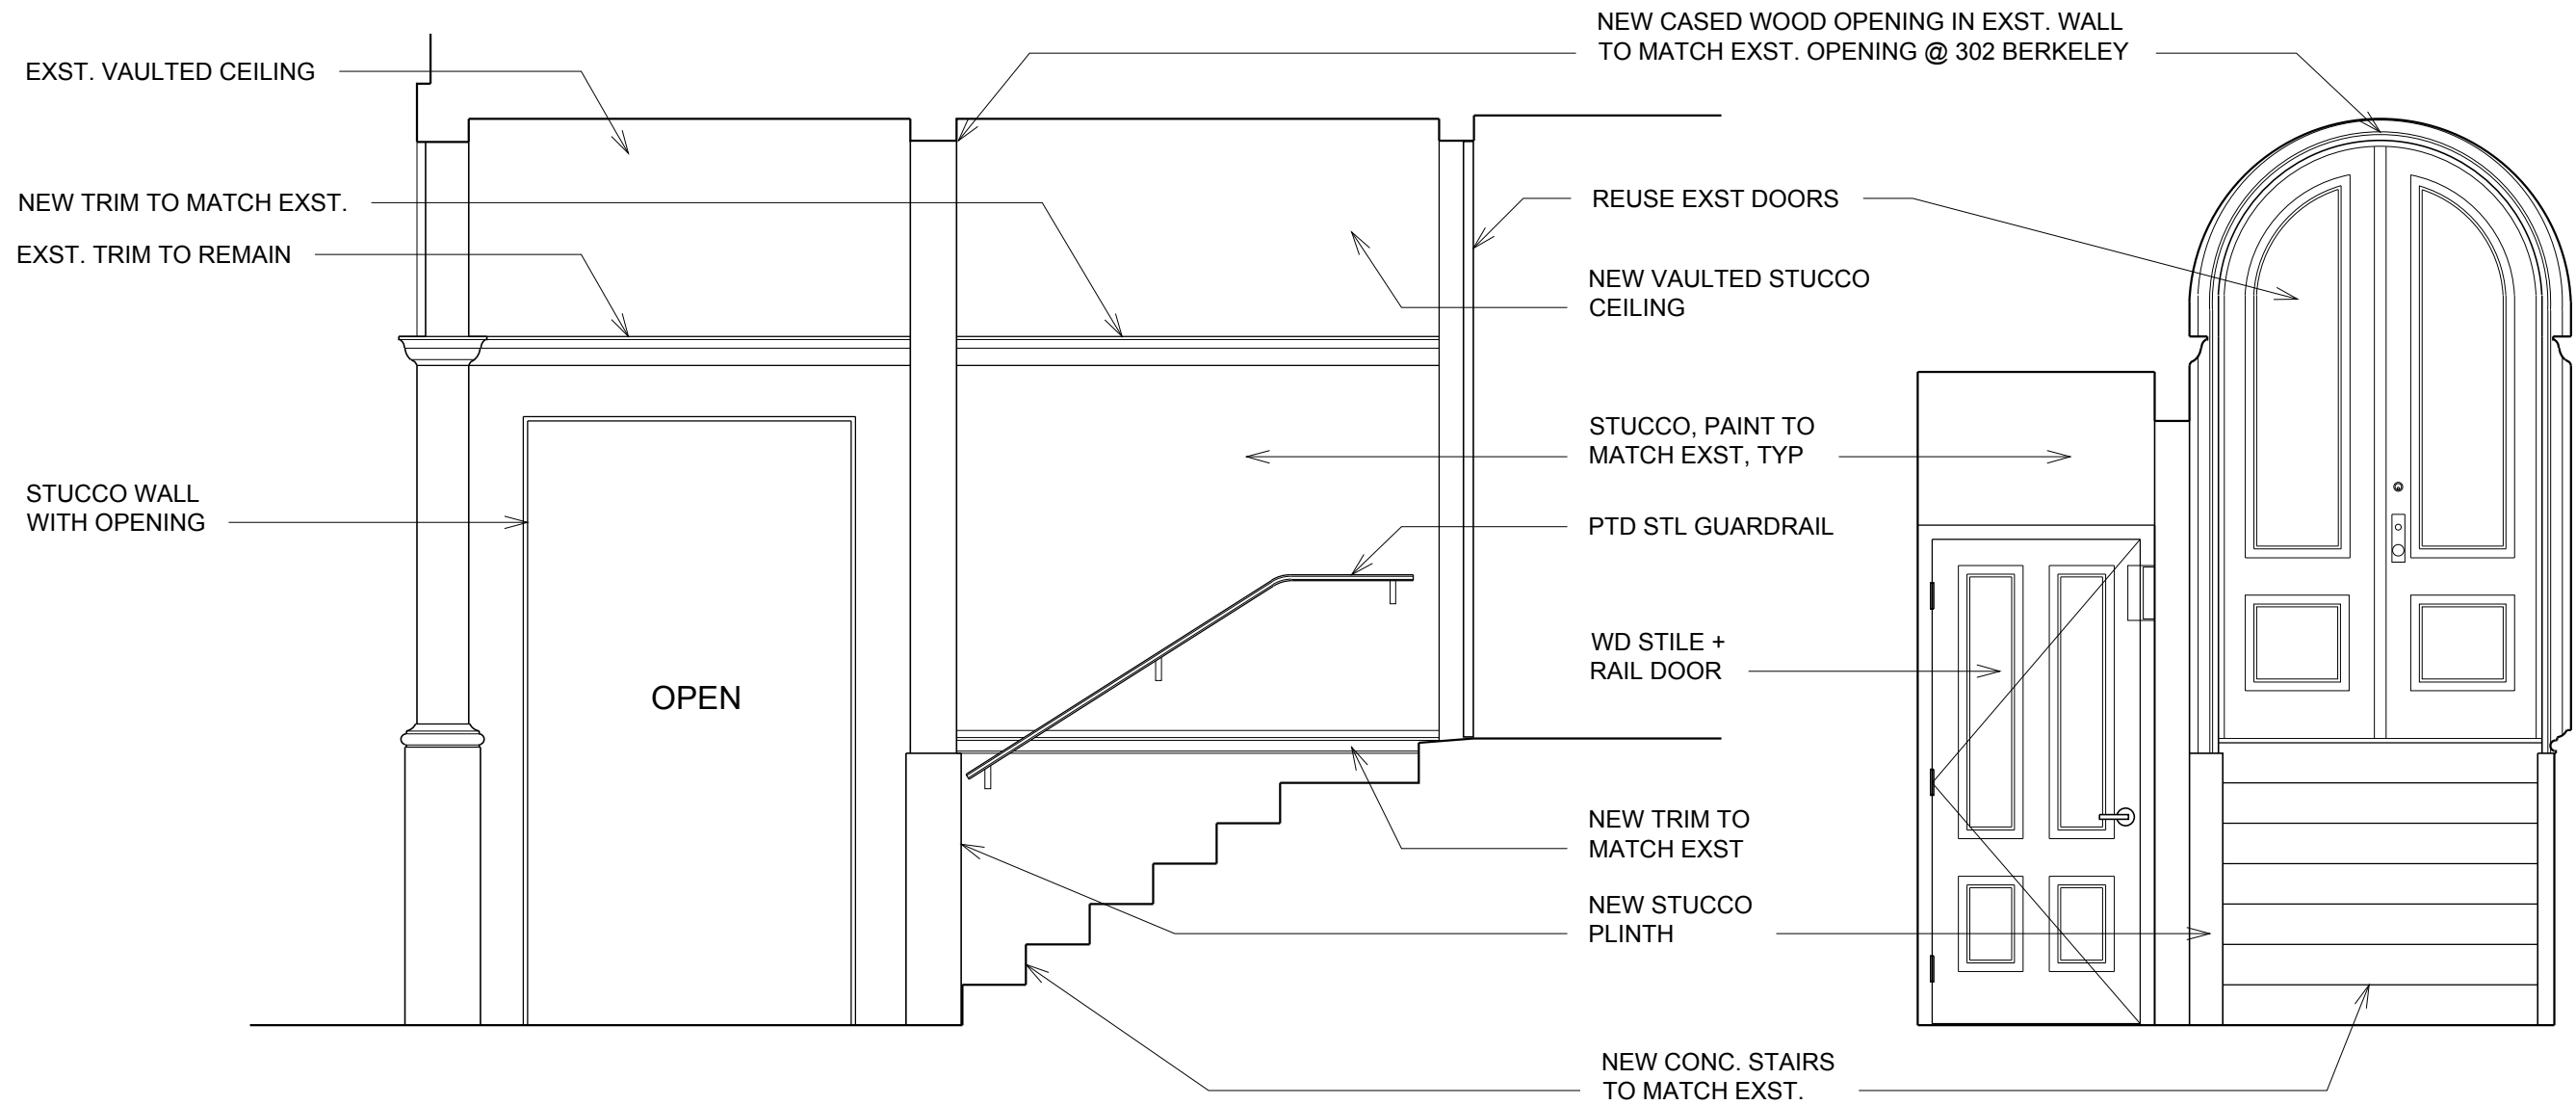 NEW CASED WOOD OPENING IN EXST. WALL
TO MATCH EXST. OPENING @ 302 BERKELEY
EXST. VAULTED CEILING
NEW TRIM TO MATCH EXST.
EXST. TRIM TO REMAIN
STUCCO WALL
WITH OPENING
OPEN
REUSE EXST DOORS
NEW VAULTED STUCCO
CEILING
STUCCO, PAINT TO
MATCH EXST, TYP
PTD STL GUARDRAIL
WD STILE +
RAIL DOOR
NEW TRIM TO
MATCH EXST
NEW STUCCO
PLINTH
NEW CONC. STAIRS
TO MATCH EXST.